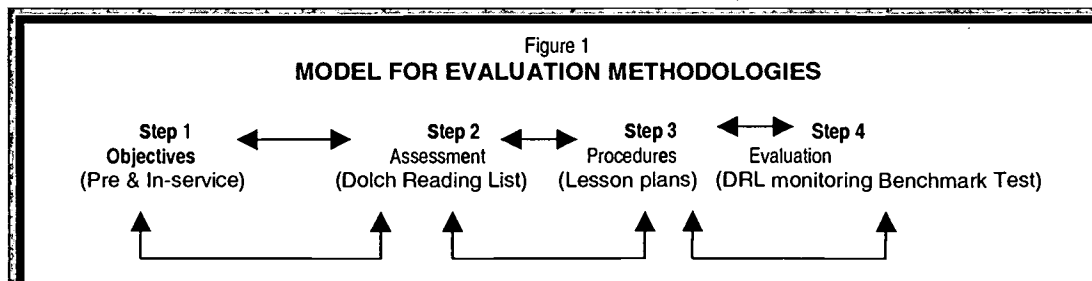 Figure 1
MODEL FOR EVALUATION METHODOLOGIES
Step 1 Step 2 Step 3 Step 4
Objectives Assessment Procedures Evaluation
(Pre & In-service) (Dolch Reading List) (Lesson plans) (DRL monitoring Benchmark Test)